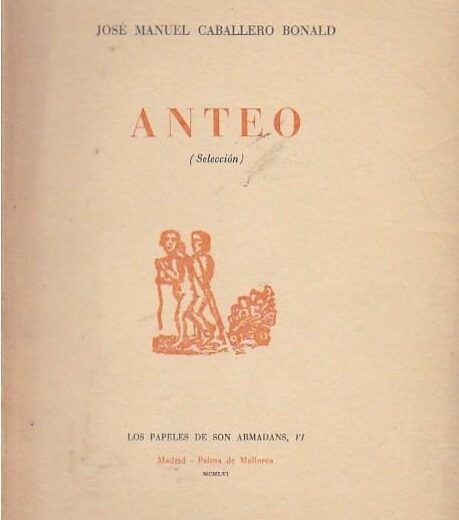 JOSÉ MANUEL CABALLERO BONALD
ANTEO
(Selección)
LOS PAPELES DE SON ARMADANS, VI
Madrid - Palma de Mallorca
MCMLVI